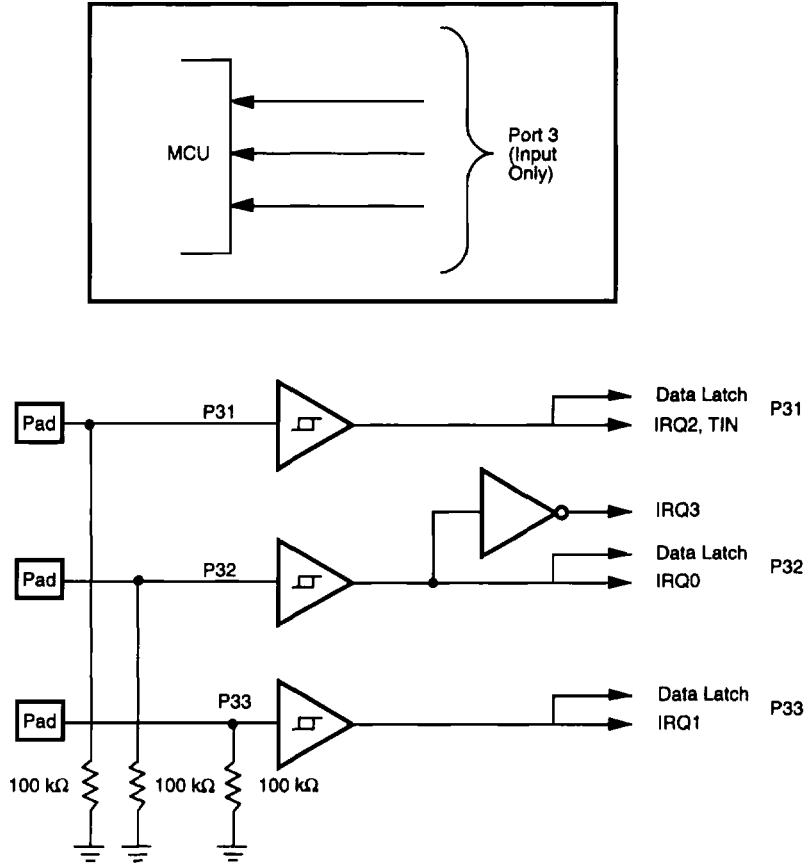 MCU
Port 3
(Input
Only)
Pad
P31
Data Latch
P31
IRQ2, TIN
IRQ3
Pad
P32
Data Latch
P32
IRQ0
Pad
P33
Data Latch
P33
IRQ1
100 kΩ
100 kΩ
100 kΩ